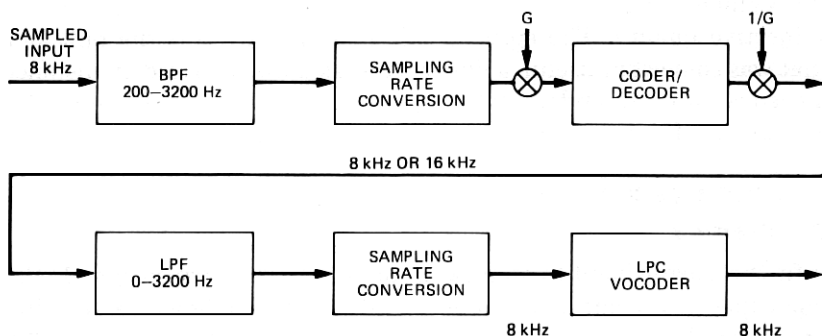 SAMPLED
INPUT
8 kHz
BPF
200–3200 Hz
SAMPLING
RATE
CONVERSION
G
CODER/
DECODER
1/G
8 kHz OR 16 kHz
LPF
0–3200 Hz
SAMPLING
RATE
CONVERSION
8 kHz
LPC
VOCODER
8 kHz